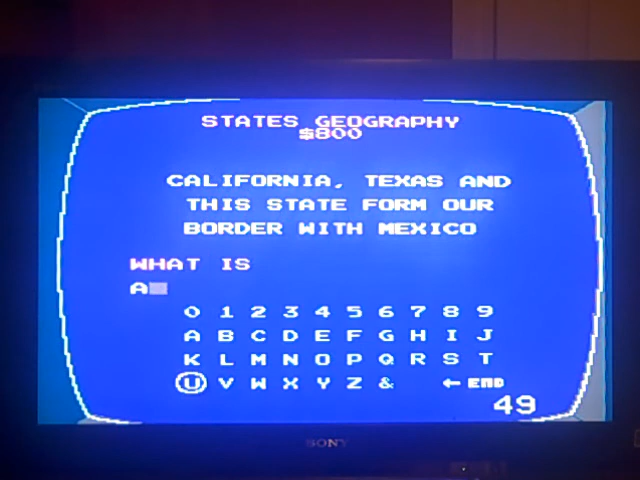 STATES GEOGRAPHY
$800
CALIFORNIA, TEXAS AND
THIS STATE FORM OUR
BORDER WITH MEXICO
WHAT IS
A
0 1 2 3 4 5 6 7 8 9
A B C D E F G H I J
K L M N O P Q R S T
U V W X Y Z & ← END
49
SONY